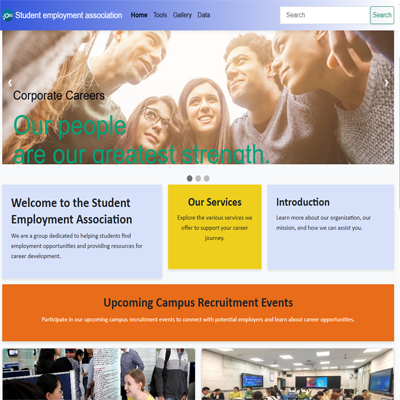 Student employment association Home Tools Gallery Data Search Search
Corporate Careers
Our people
are our greatest strength.
Welcome to the Student
Employment Association
We are a group dedicated to helping students find
employment opportunities and providing resources for
career development.
Our Services
Explore the various services we
offer to support your career
journey.
Introduction
Learn more about our organization, our
mission, and how we can assist you.
Upcoming Campus Recruitment Events
Participate in our upcoming campus recruitment events to connect with potential employers and learn about career opportunities.